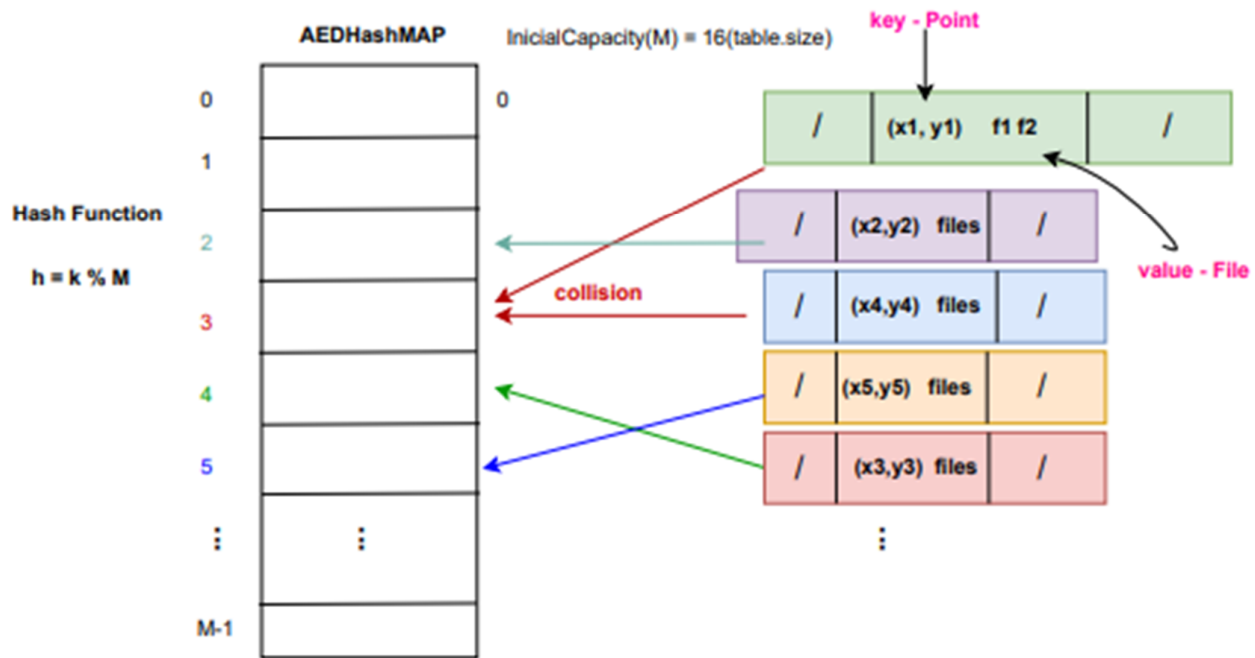 key - Point
AEDHashMAP
InicialCapacity(M) = 16(table.size)
0
0
/ (x1, y1) f1 f2 /
1
Hash Function
/ (x2,y2) files /
2
h = k % M
value - File
collision
/ (x4,y4) files /
3
/ (x5,y5) files /
4
/ (x3,y3) files /
5
M-1